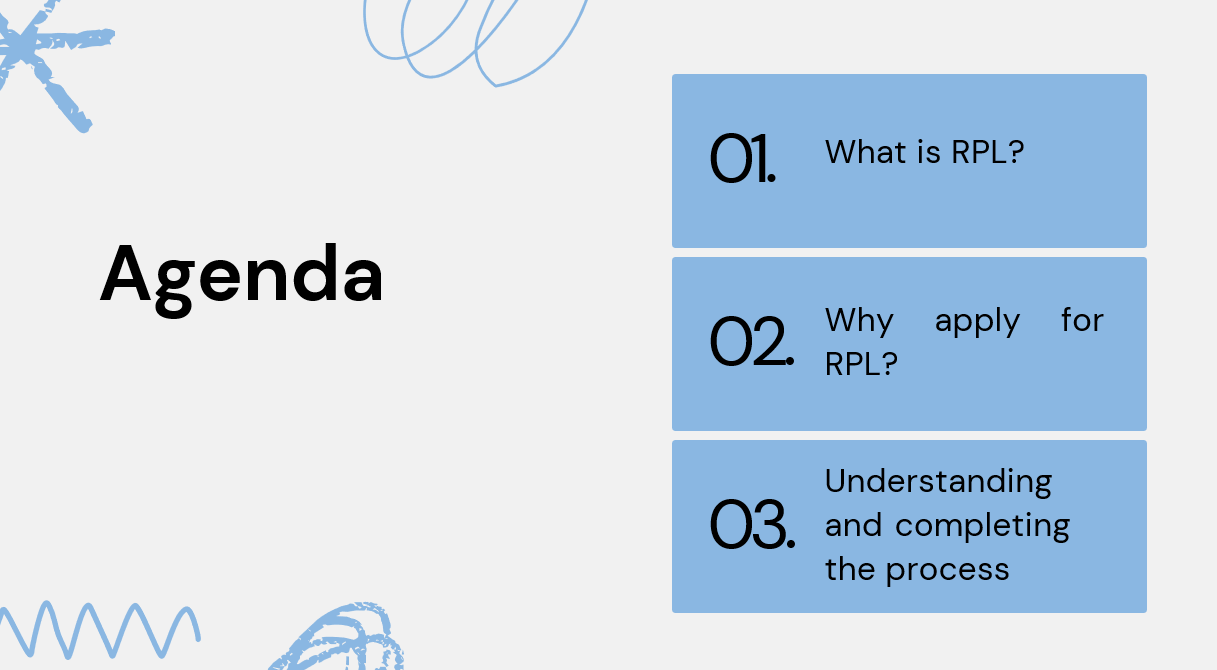 Agenda
01.
What is RPL?
02.
Why apply for
RPL?
03.
Understanding
and completing
the process